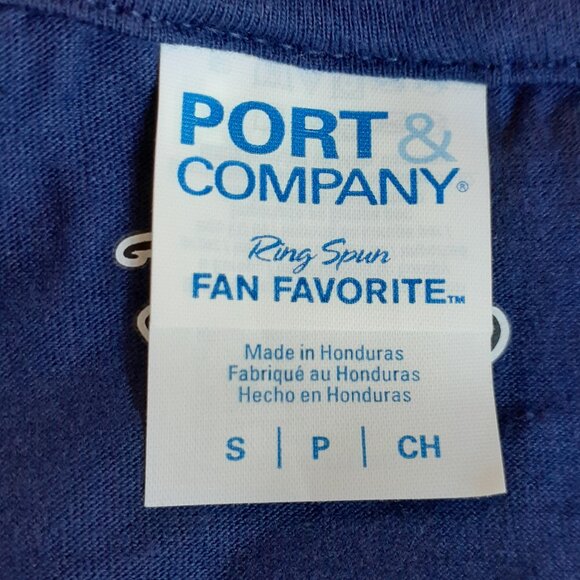 PORT &
COMPANY®
Ring Spun
FAN FAVORITE™
Made in Honduras
Fabriqué au Honduras
Hecho en Honduras
S | P | CH